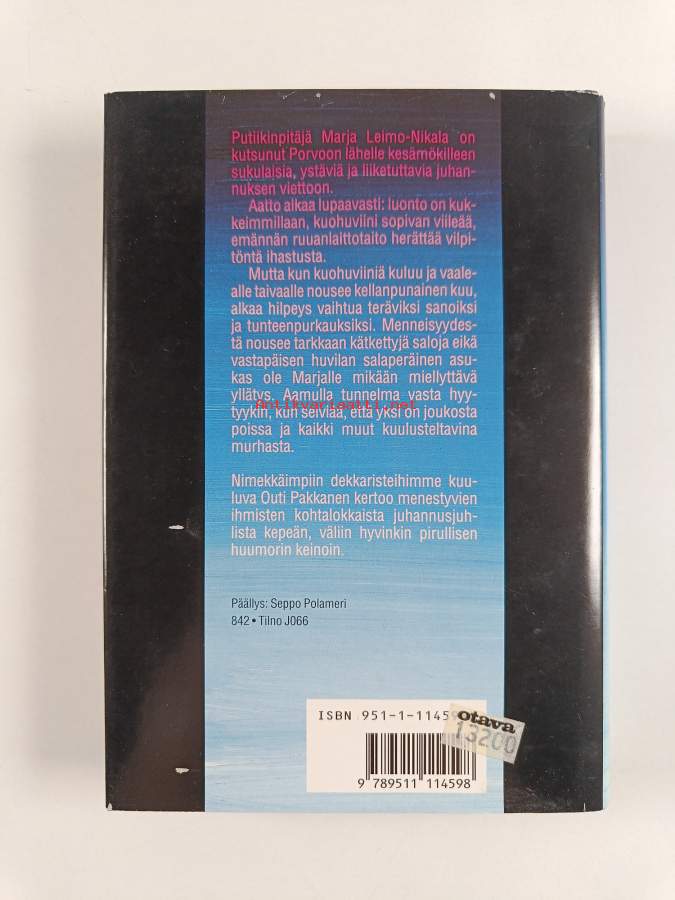 Putiikinpitäjä Marja Leimo-Nikala on
kutsunut Porvoon lähelle kesämökilleen
sukulaisia, ystäviä ja liiketuttavia juhan-
nuksen viettoon.
Aatto alkaa lupaavasti: luonto on kuk-
keimmillaan, kuohuviini sopivan viileää,
emännän ruuanlaittotaito herättää vilpi-
töntä ihastusta.
Mutta kun kuohuviiniä kuluu ja vaale-
alle taivaalle nousee kellanpunainen kuu,
alkaa hilpeys vaihtua teräviksi sanoiksi
ja tunteenpurkauksiksi. Menneisyydes-
tä nousee tarkkaan kätkettyjä saloja eikä
vastapäisen huvilan salaperäinen asu-
kas ole Marjalle mikään miellyttävä
yllätys. Aamulla tunnelma vasta hyy-
Antikvariaatti.net
tyykin, kun selviää, että yksi on joukosta
poissa ja kaikki muut kuulusteltavina
murhasta.
Nimekkäimpiin dekkaristeihimme kuu-
luva Outi Pakkanen kertoo menestyvien
ihmisten kohtalokkaista juhannusjuh-
lista kepeän, väliin hyvinkin pirullisen
huumorin keinoin.
Päällys: Seppo Polameri
842 • Tilno J066
ISBN 951-1-1145
otava
13200
9 789511 114598